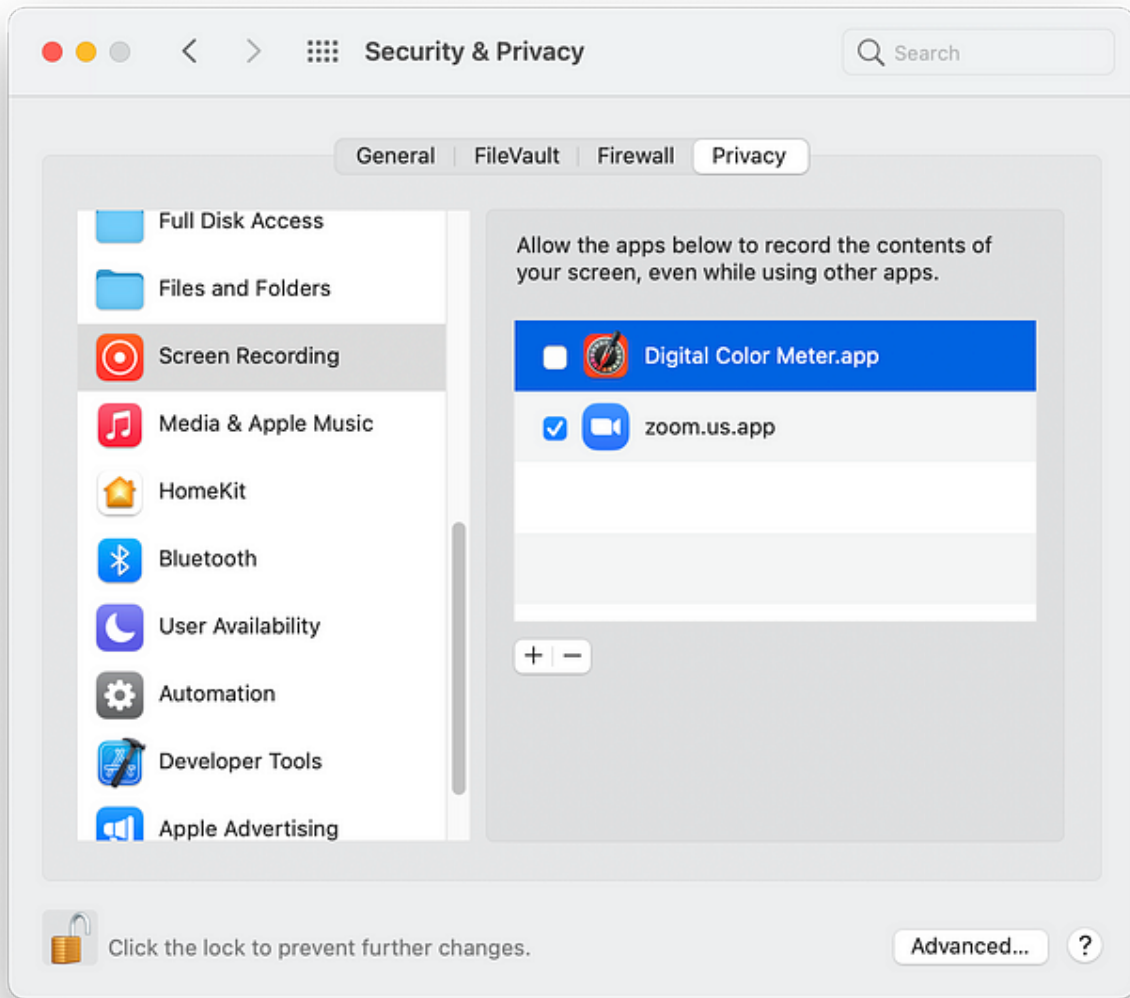 Security & Privacy
Search
General
FileVault
Firewall
Privacy
Full Disk Access
Files and Folders
Screen Recording
Media & Apple Music
HomeKit
Bluetooth
User Availability
Automation
Developer Tools
Apple Advertising
Allow the apps below to record the contents of
your screen, even while using other apps.
Digital Color Meter.app
zoom.us.app
+ −
Click the lock to prevent further changes.
Advanced...
?